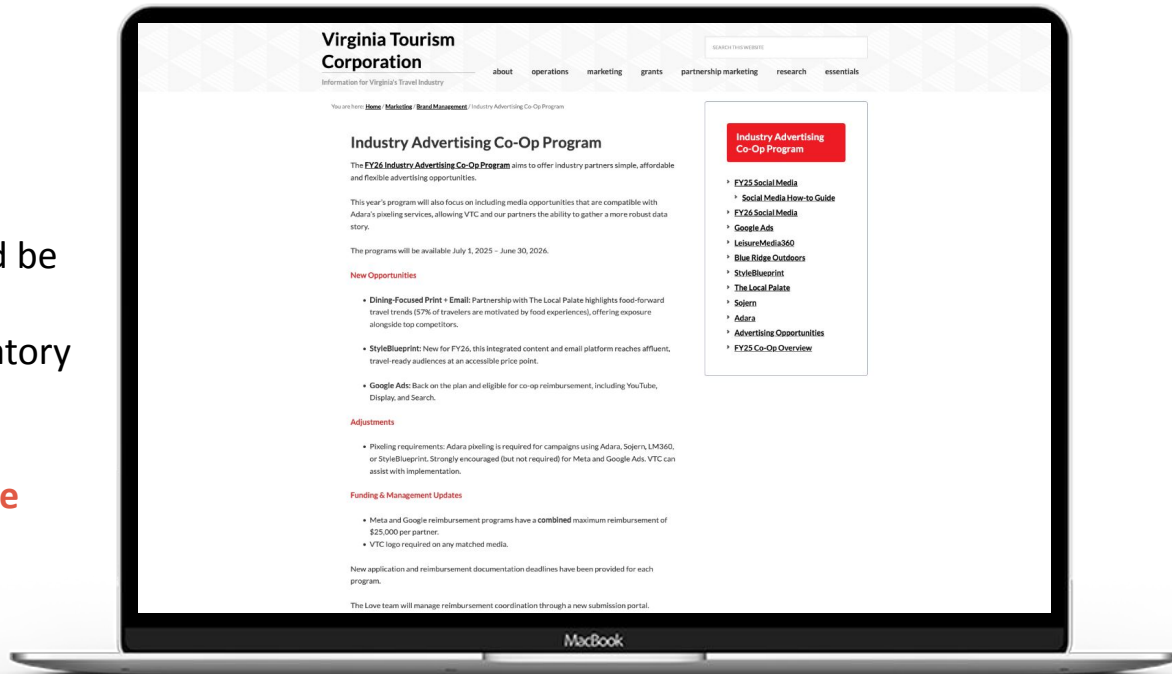 d be
tory
e
Virginia Tourism
Corporation
Information for Virginia's Travel Industry
SEARCH THIS WEBSITE
about operations marketing grants partnership marketing research essentials
You are here: Home / Marketing / Brand Management / Industry Advertising Co-Op Program
Industry Advertising Co-Op Program
The FY26 Industry Advertising Co-Op Program aims to offer industry partners simple, affordable
and flexible advertising opportunities.
This year's program will also focus on including media opportunities that are compatible with
Adara's pixeling services, allowing VTC and our partners the ability to gather a more robust data
story.
The programs will be available July 1, 2025 – June 30, 2026.
New Opportunities
• Dining-Focused Print + Email: Partnership with The Local Palate highlights food-forward
travel trends (57% of travelers are motivated by food experiences), offering exposure
alongside top competitors.
• StyleBlueprint: New for FY26, this integrated content and email platform reaches affluent,
travel-ready audiences at an accessible price point.
• Google Ads: Back on the plan and eligible for co-op reimbursement, including YouTube,
Display, and Search.
Adjustments
• Pixeling requirements: Adara pixeling is required for campaigns using Adara, Sojern, LM360,
or StyleBlueprint. Strongly encouraged (but not required) for Meta and Google Ads. VTC can
assist with implementation.
Funding & Management Updates
• Meta and Google reimbursement programs have a combined maximum reimbursement of
$25,000 per partner.
• VTC logo required on any matched media.
New application and reimbursement documentation deadlines have been provided for each
program.
The Love team will manage reimbursement coordination through a new submission portal.
Industry Advertising
Co-Op Program
FY25 Social Media
Social Media How-to Guide
FY26 Social Media
Google Ads
LeisureMedia360
Blue Ridge Outdoors
StyleBlueprint
The Local Palate
Sojern
Adara
Advertising Opportunities
FY25 Co-Op Overview
MacBook